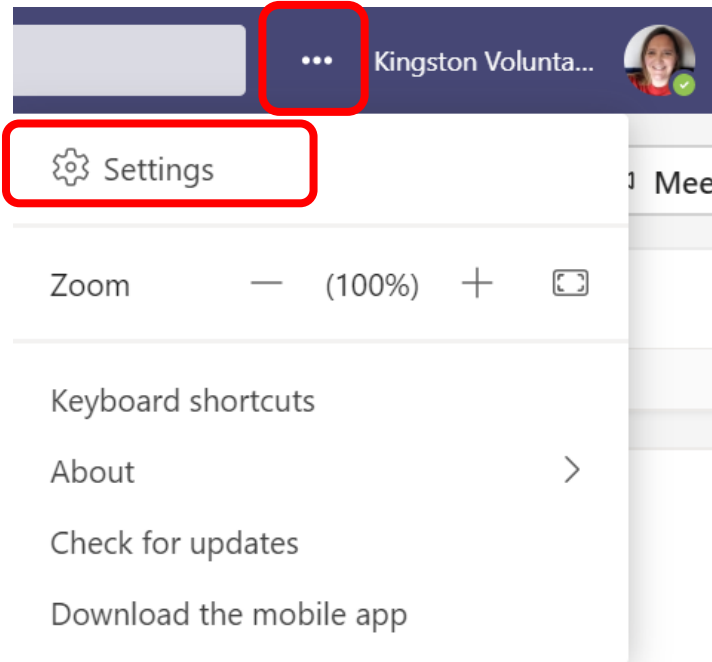 ··· Kingston Volunta...
Settings
Mee
Zoom — (100%) +
Keyboard shortcuts
About
Check for updates
Download the mobile app